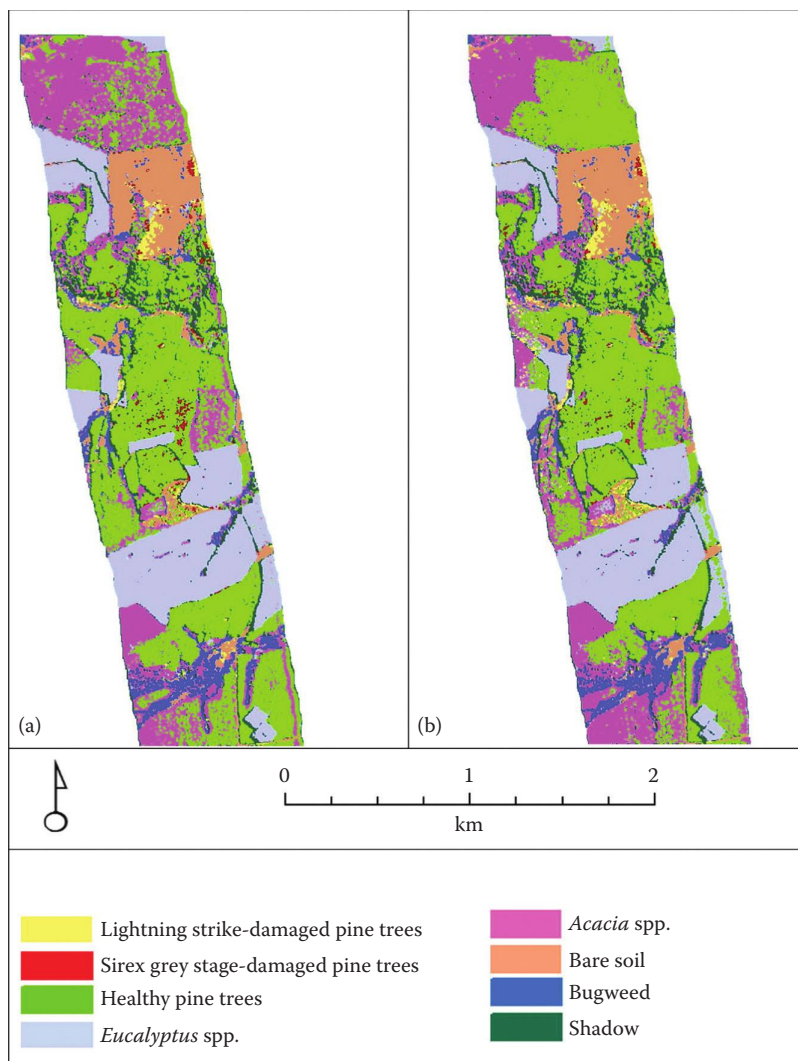 (a)
(b)
0 1 2
km
Lightning strike-damaged pine trees
Sirex grey stage-damaged pine trees
Healthy pine trees
Eucalyptus spp.
Acacia spp.
Bare soil
Bugweed
Shadow